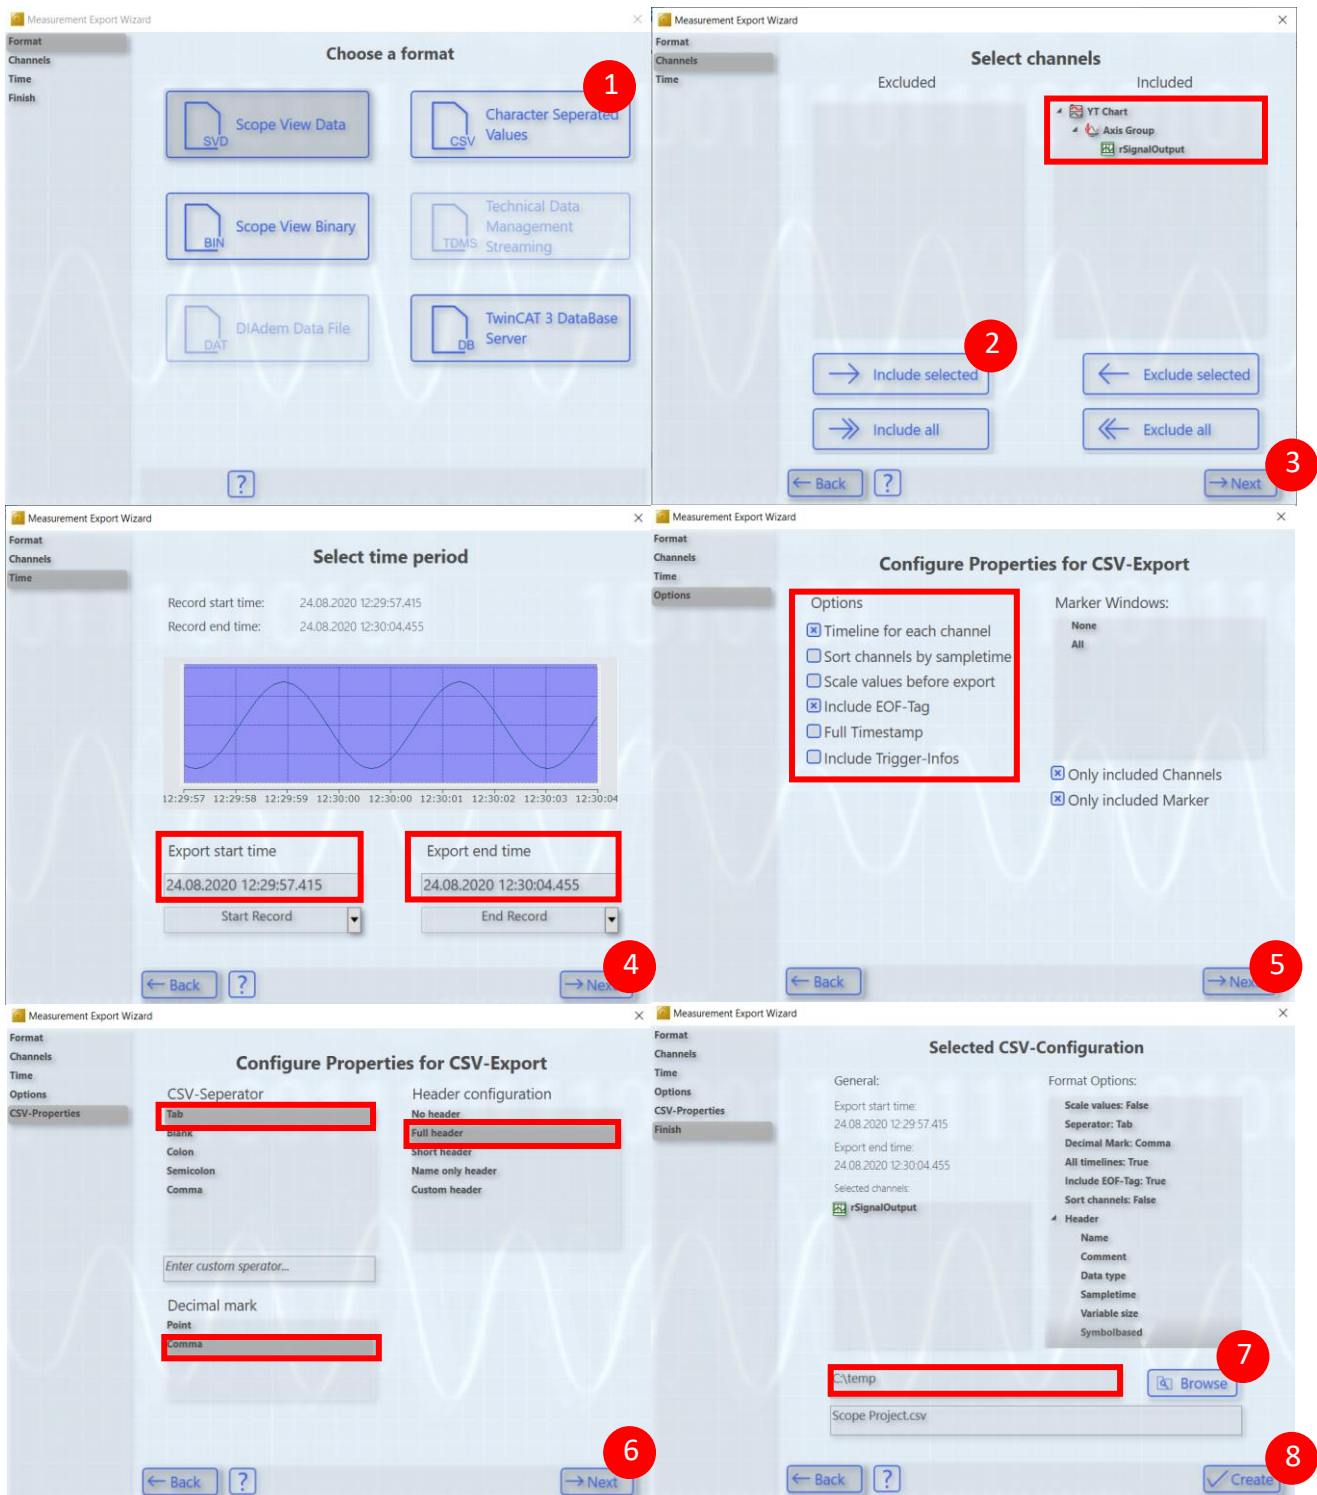 Measurement Export Wizard
Format
Channels
Time
Finish
Choose a format
1
SVD
Scope View Data
CSV
Character Seperated
Values
BIN
Scope View Binary
TDMS
Technical Data
Management
Streaming
DAT
DIAdem Data File
DB
TwinCAT 3 DataBase
Server
?
Measurement Export Wizard
Format
Channels
Time
Select channels
Excluded
Included
YT Chart
Axis Group
rSignalOutput
2
Include selected
Exclude selected
Include all
Exclude all
3
Back
?
Next
Measurement Export Wizard
Format
Channels
Time
Select time period
Record start time: 24.08.2020 12:29:57.415
Record end time: 24.08.2020 12:30:04.455
12:29:57 12:29:58 12:29:59 12:30:00 12:30:00 12:30:01 12:30:02 12:30:03 12:30:04
Export start time
24.08.2020 12:29:57.415
Start Record
Export end time
24.08.2020 12:30:04.455
End Record
4
Back
?
Next
Measurement Export Wizard
Format
Channels
Time
Options
Configure Properties for CSV-Export
Options
Timeline for each channel
Sort channels by sampletime
Scale values before export
Include EOF-Tag
Full Timestamp
Include Trigger-Infos
Marker Windows:
None
All
Only included Channels
Only included Marker
5
Back
Next
Measurement Export Wizard
Format
Channels
Time
Options
CSV-Properties
Configure Properties for CSV-Export
CSV-Seperator
Tab
Blank
Colon
Semicolon
Comma
Enter custom sperator...
Decimal mark
Point
Comma
Header configuration
No header
Full header
Short header
Name only header
Custom header
6
Back
?
Next
Measurement Export Wizard
Format
Channels
Time
Options
CSV-Properties
Finish
Selected CSV-Configuration
General:
Export start time:
24.08.2020 12:29:57.415
Export end time:
24.08.2020 12:30:04.455
Selected channels:
rSignalOutput
Format Options:
Scale values: False
Seperator: Tab
Decimal Mark: Comma
All timelines: True
Include EOF-Tag: True
Sort channels: False
Header
Name
Comment
Data type
Sampletime
Variable size
Symbolbased
7
C:\temp
Browse
Scope Project.csv
8
Back
?
Create